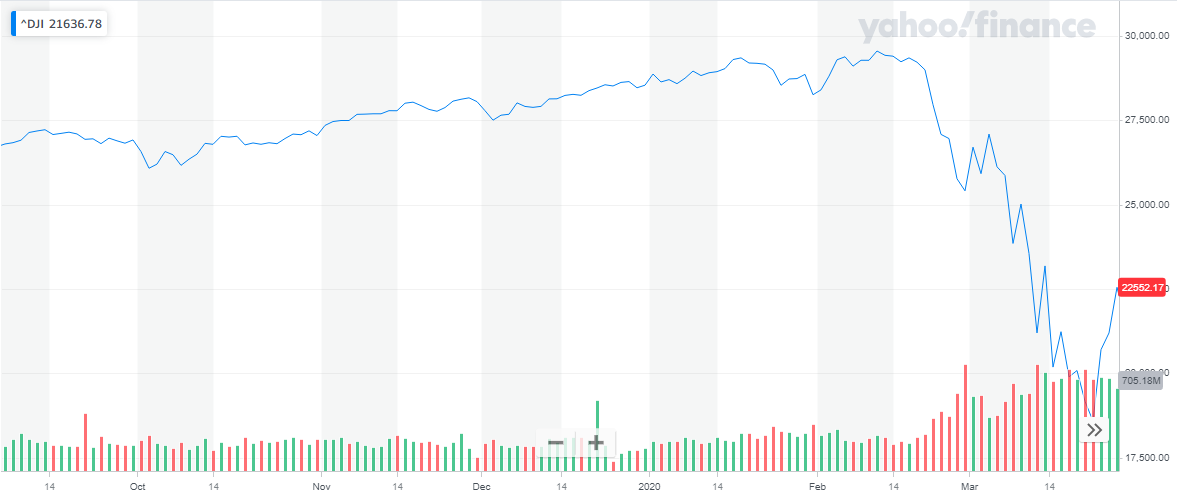 ^DJI 21636.78
yahoo!finance
30,000.00
27,500.00
25,000.00
22552.17
705.18M
17,500.00
14 Oct 14 Nov 14 Dec 14 2020 14 Feb 14 Mar 14